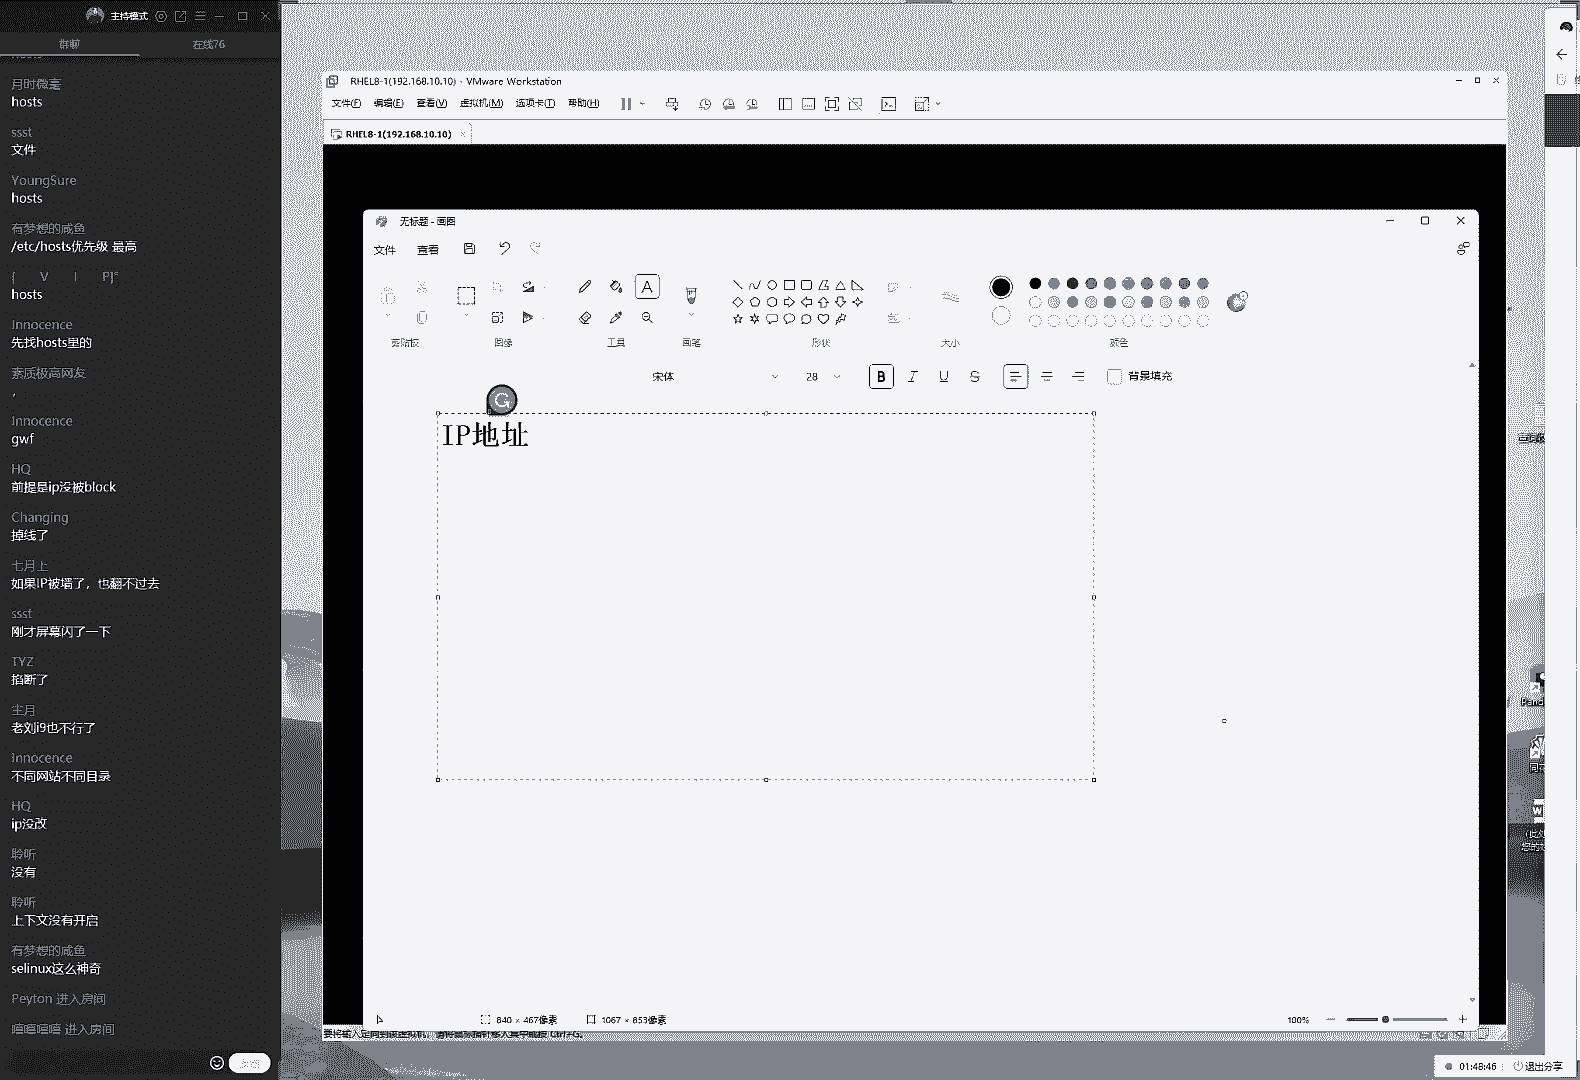 主持模式
群聊
在线76
hosts
月时微毫
hosts
ssst
文件
YoungSure
hosts
有梦想的咸鱼
/etc/hosts优先级 最高
[ V I P]ᶜ
hosts
Innocence
先找hosts里的
素质极高网友
,
Innocence
gwf
HQ
前提是ip没被block
Changing
掉线了
七月上
如果IP被墙了，也翻不过去
ssst
刚才屏幕闪了一下
TYZ
掐断了
老刘i9也不行了
Innocence
不同网站不同目录
HQ
ip没改
聆听
没有
聆听
上下文没有开启
有梦想的咸鱼
selinux这么神奇
Peyton 进入房间
嘻嘻嘻嘻 进入房间
RHEL8-1(192.168.10.10) - VMware Workstation
文件(F) 编辑(E) 查看(V) 虚拟机(M) 选项卡(T) 帮助(H)
RHEL8-1(192.168.10.10) ×
无标题 - 画图
文件 查看
剪贴板 图像 工具 画笔 形状 大小 颜色
宋体 28 B I U S 背景填充
IP地址
840 × 467像素 1067 × 853像素 100%
要将输入定向到该虚拟机，请将鼠标指针移入其中或按 Ctrl+G。
01:48:46 退出分享